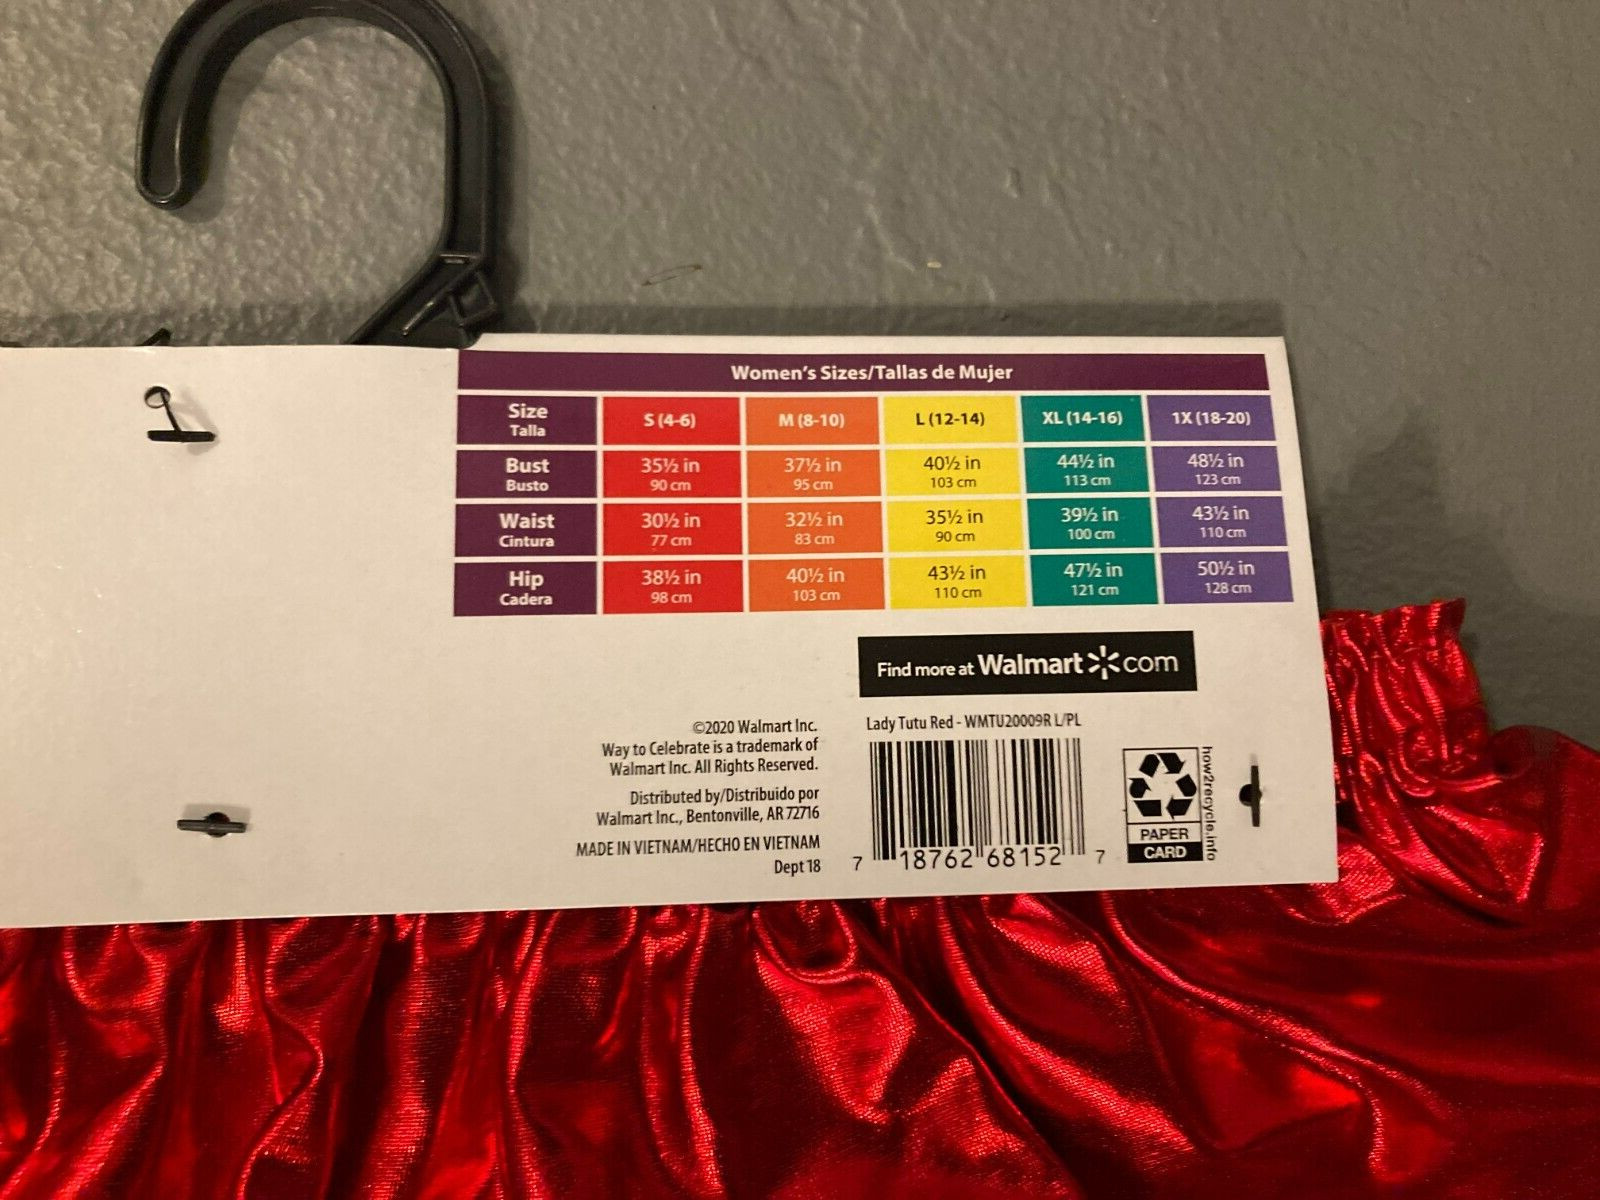 Women's Sizes/Tallas de Mujer
Size S (4-6) M (8-10) L (12-14) XL (14-16) 1X (18-20)
Talla
Bust 35½ in 37½ in 40½ in 44½ in 48½ in
Busto 90 cm 95 cm 103 cm 113 cm 123 cm
Waist 30½ in 32½ in 35½ in 39½ in 43½ in
Cintura 77 cm 83 cm 90 cm 100 cm 110 cm
Hip 38½ in 40½ in 43½ in 47½ in 50½ in
Cadera 98 cm 103 cm 110 cm 121 cm 128 cm
Find more at Walmart com
©2020 Walmart Inc.
Way to Celebrate is a trademark of
Walmart Inc. All Rights Reserved.
Distributed by/Distribuido por
Walmart Inc., Bentonville, AR 72716
MADE IN VIETNAM/HECHO EN VIETNAM
Dept 18
Lady Tutu Red - WMTU20009R L/PL
7 18762 68152 7
PAPER
CARD
how2recycle.info